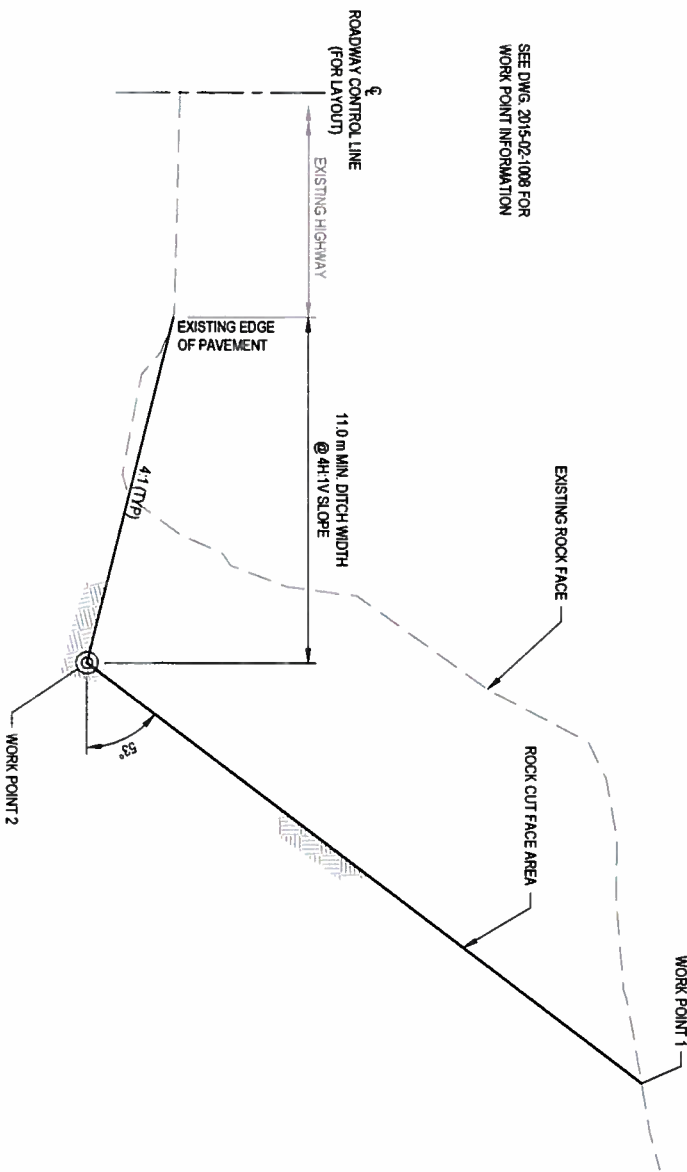 SEE DWG. 2015-02-1008 FOR
WORK POINT INFORMATION
℄
ROADWAY CONTROL LINE
(FOR LAYOUT)
EXISTING HIGHWAY
EXISTING EDGE
OF PAVEMENT
11.0 m MIN. DITCH WIDTH
@ 4H:1V SLOPE
4:1 (TYP)
EXISTING ROCK FACE
ROCK CUT FACE AREA
WORK POINT 1
53°
WORK POINT 2